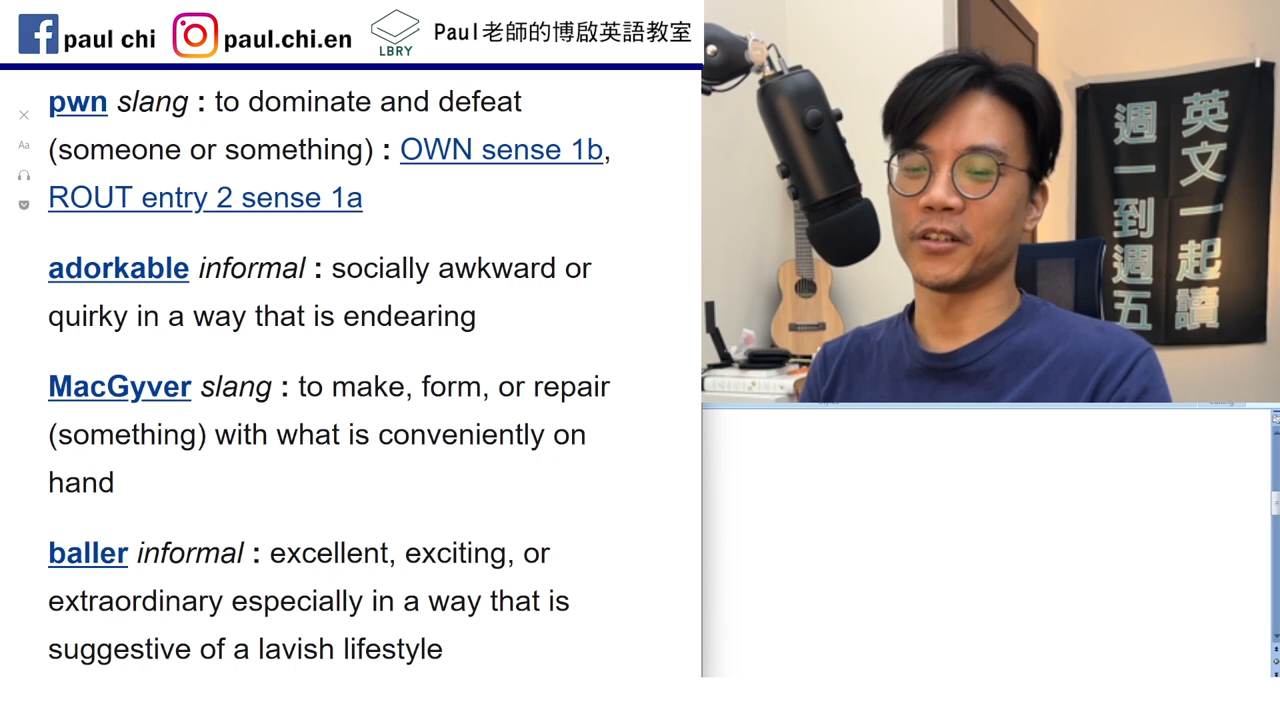 paul chi
paul.chi.en
LBRY
Paul老師的博啟英語教室
pwn slang : to dominate and defeat
(someone or something) : OWN sense 1b,
ROUT entry 2 sense 1a
adorkable informal : socially awkward or
quirky in a way that is endearing
MacGyver slang : to make, form, or repair
(something) with what is conveniently on
hand
baller informal : excellent, exciting, or
extraordinary especially in a way that is
suggestive of a lavish lifestyle
Aa
英文一起讀
週一到週五